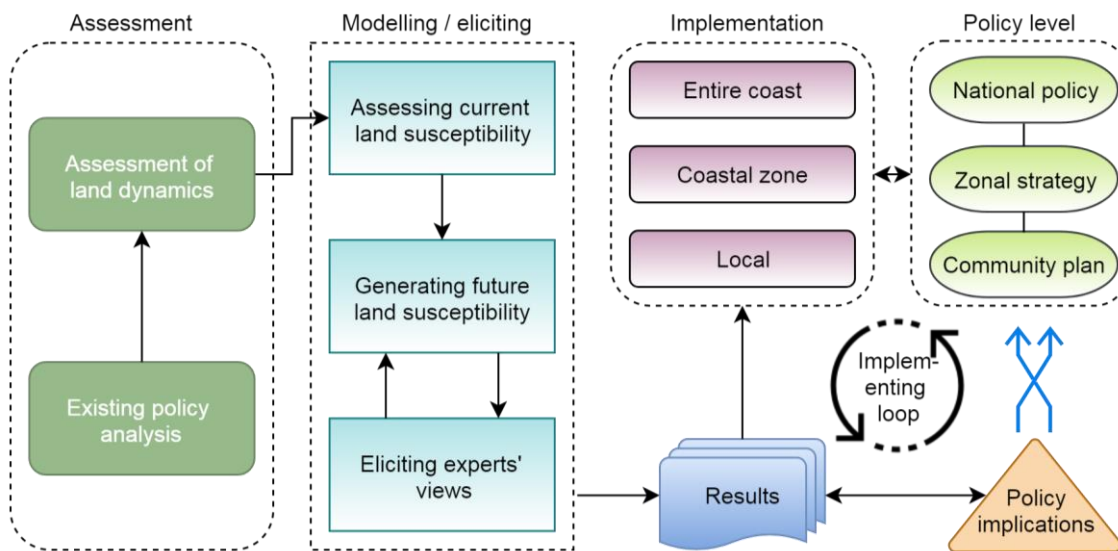 Assessment
Modelling / eliciting
Implementation
Policy level
Assessment of
land dynamics
Existing policy
analysis
Assessing current
land susceptibility
Generating future
land susceptibility
Eliciting experts'
views
Entire coast
Coastal zone
Local
National policy
Zonal strategy
Community plan
Implem-
enting
loop
Results
Policy
implications